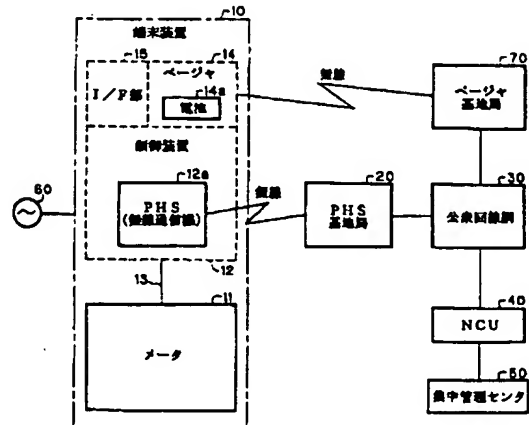 10
端末装置
15
14
ページャ
I/F部
14a
電池
無線
70
ページャ
基地局
制御装置
12a
PHS
(無線送信機)
無線
20
PHS
基地局
30
公衆回線網
60
12
13
11
メータ
40
NCU
50
集中管理センタ